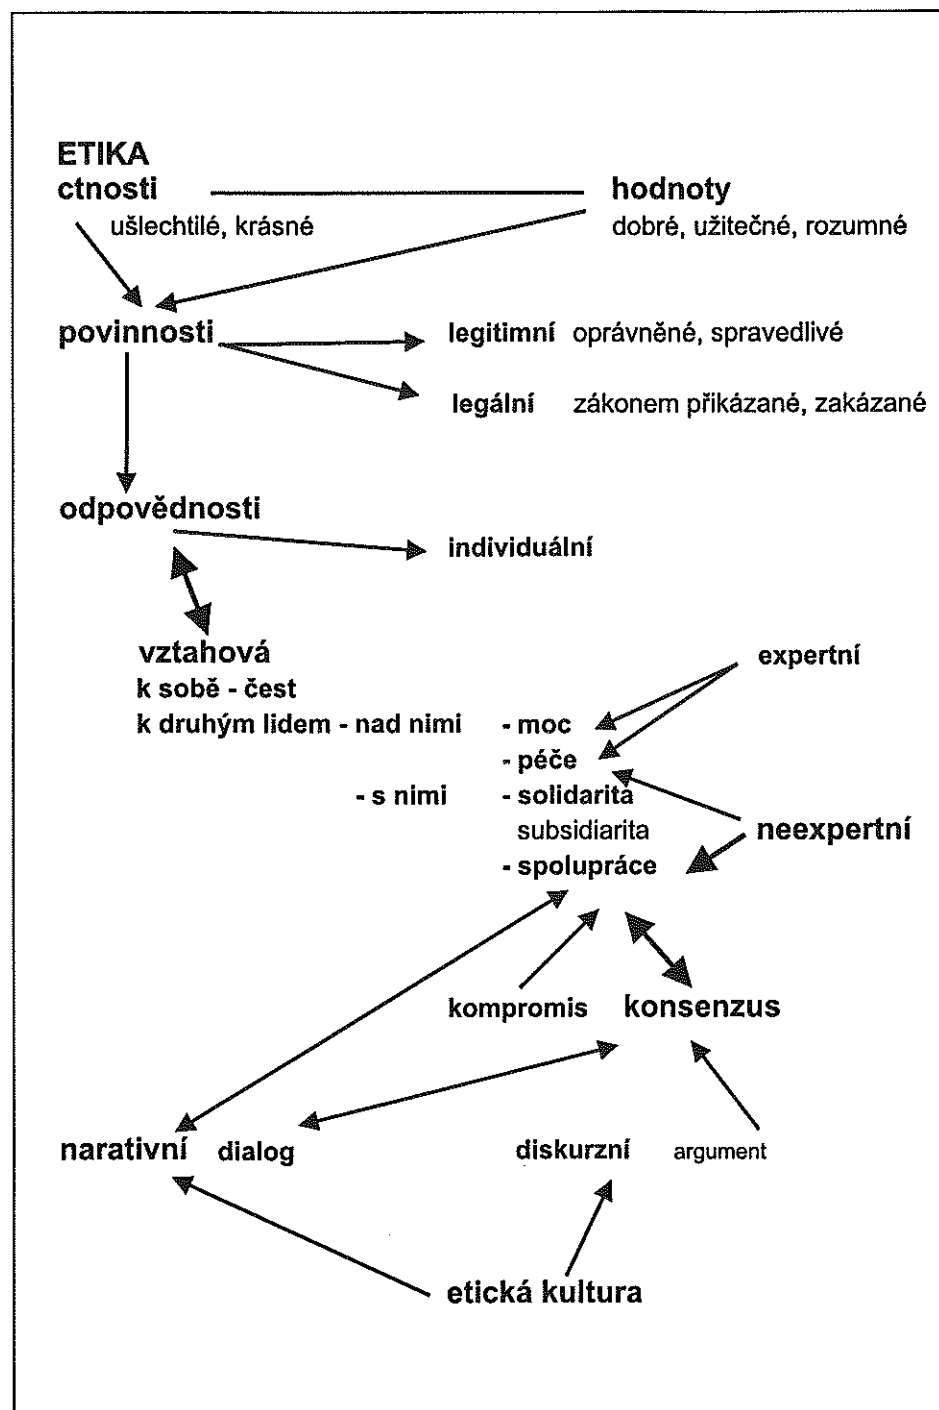 ETIKA
ctnosti hodnoty
ušlechtilé, krásné dobré, užitečné, rozumné
povinnosti legitimní oprávněné, spravedlivé
legální zákonem přikázané, zakázané
odpovědnosti
individuální
vztahová expertní
k sobě - čest
k druhým lidem - nad nimi - moc
- péče
- s nimi - solidarita
subsidiarita neexpertní
- spolupráce
kompromis konsenzus
narativní dialog diskurzní argument
etická kultura